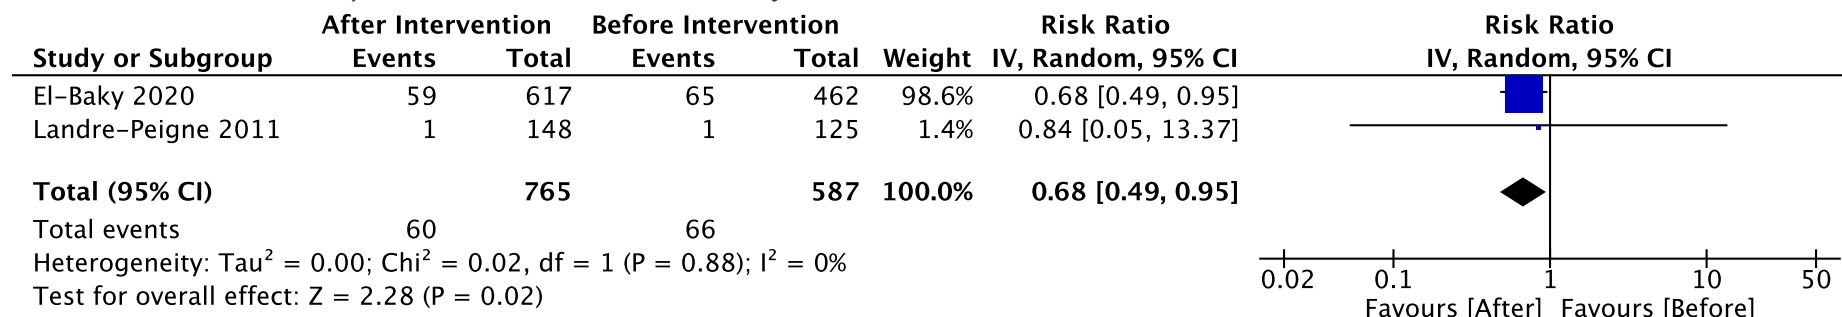 After Intervention Before Intervention Risk Ratio Risk Ratio
Study or Subgroup Events Total Events Total Weight IV, Random, 95% CI IV, Random, 95% CI
El-Baky 2020 59 617 65 462 98.6% 0.68 [0.49, 0.95]
Landre-Peigne 2011 1 148 1 125 1.4% 0.84 [0.05, 13.37]
Total (95% CI) 765 587 100.0% 0.68 [0.49, 0.95]
Total events 60 66
Heterogeneity: Tau² = 0.00; Chi² = 0.02, df = 1 (P = 0.88); I² = 0%
Test for overall effect: Z = 2.28 (P = 0.02)
0.02 0.1 1 10 50
Favours [After] Favours [Before]